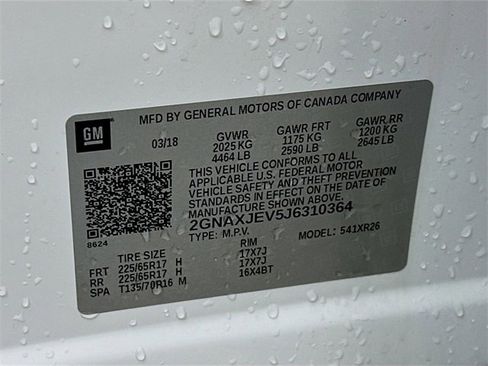 GM
MFD BY GENERAL MOTORS OF CANADA COMPANY
03/18 GVWR GAWR FRT GAWR RR
2025 KG 1175 KG 1200 KG
4464 LB 2590 LB 2645 LB
THIS VEHICLE CONFORMS TO ALL
APPLICABLE U.S. FEDERAL MOTOR
VEHICLE SAFETY AND THEFT PREVENTION
STANDARDS IN EFFECT ON THE DATE OF
MANUFACTURE SHOWN ABOVE.
2GNAXJEV5J6310364
8624 TYPE: M.P.V. MODEL: 541XR26
TIRE SIZE RIM
FRT 225/65R17 H 17X7J
RR 225/65R17 H 17X7J
SPA T135/70R16 M 16X4BT